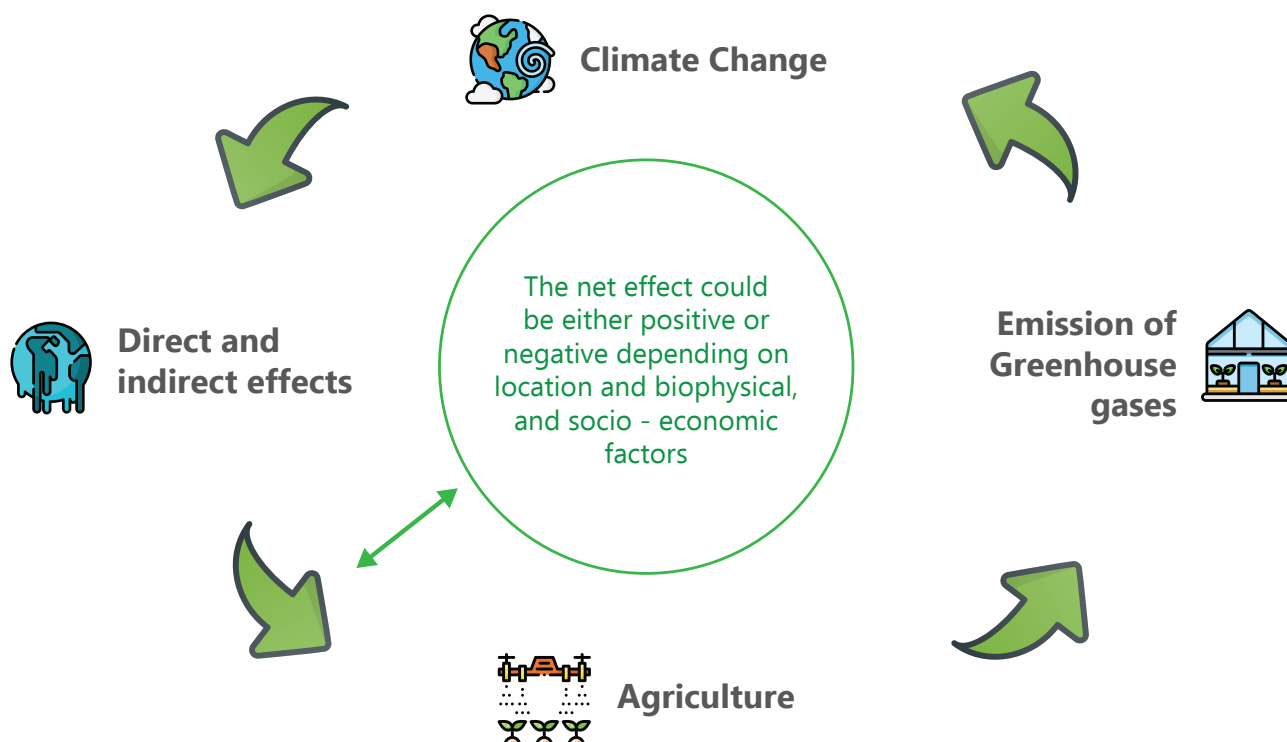 Climate Change
The net effect could
be either positive or
negative depending on
location and biophysical,
and socio - economic
factors
Direct and
indirect effects
Emission of
Greenhouse
gases
Agriculture